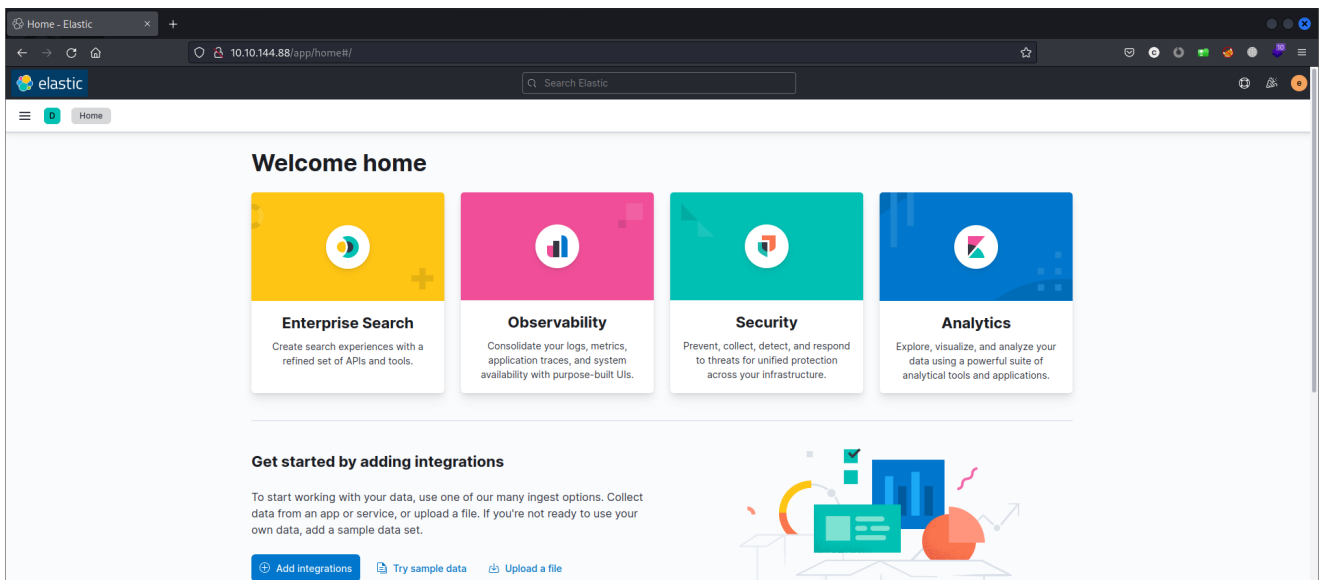 Home - Elastic
10.10.144.88/app/home#/
10
elastic
Search Elastic
e
D
Home
Welcome home
Enterprise Search
Create search experiences with a
refined set of APIs and tools.
Observability
Consolidate your logs, metrics,
application traces, and system
availability with purpose-built UIs.
Security
Prevent, collect, detect, and respond
to threats for unified protection
across your infrastructure.
Analytics
Explore, visualize, and analyze your
data using a powerful suite of
analytical tools and applications.
Get started by adding integrations
To start working with your data, use one of our many ingest options. Collect
data from an app or service, or upload a file. If you're not ready to use your
own data, add a sample data set.
Add integrations
Try sample data
Upload a file